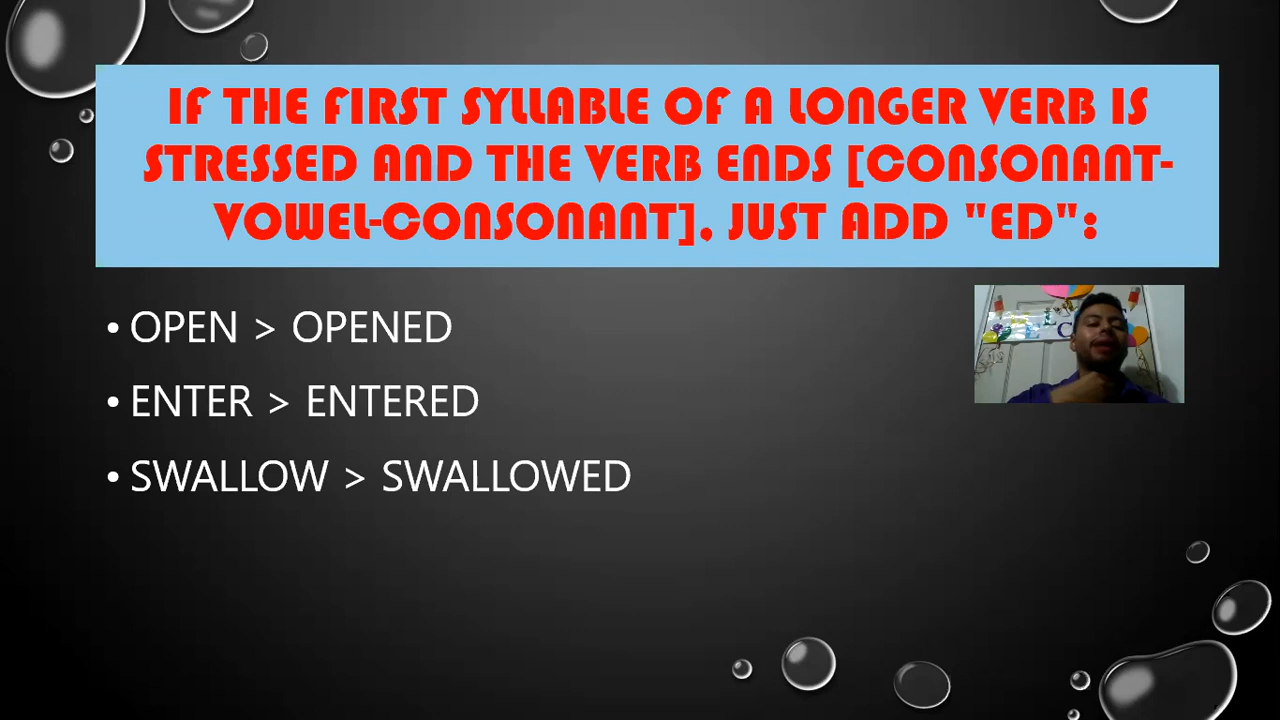 IF THE FIRST SYLLABLE OF A LONGER VERB IS
STRESSED AND THE VERB ENDS [CONSONANT-
VOWEL-CONSONANT], JUST ADD "ED":
• OPEN > OPENED
• ENTER > ENTERED
• SWALLOW > SWALLOWED